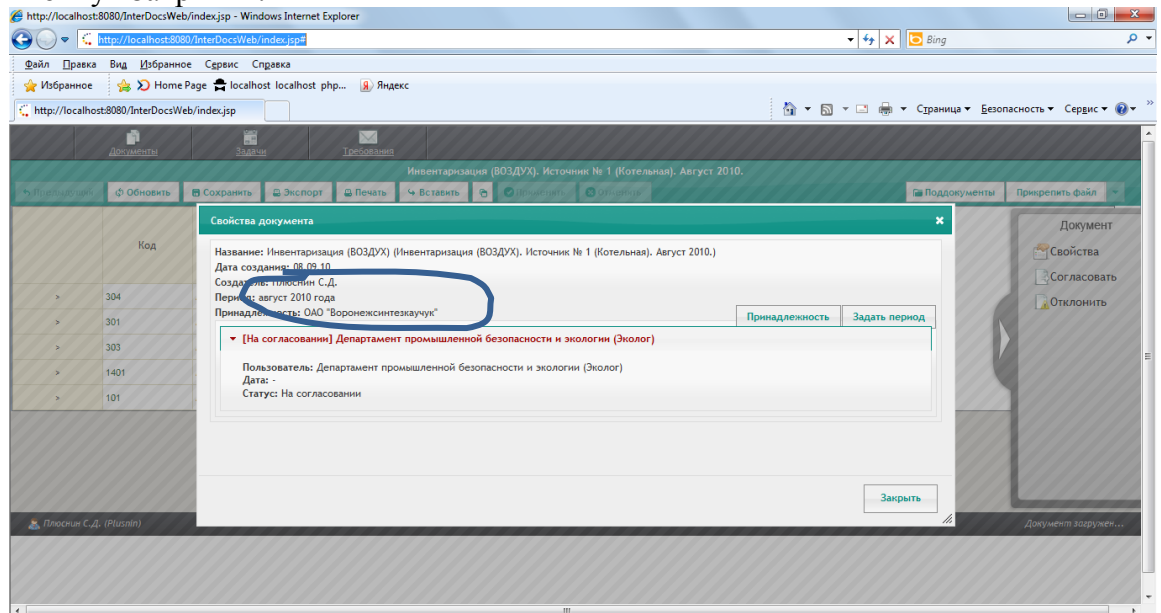 http://localhost:8080/InterDocsWeb/index.jsp - Windows Internet Explorer
http://localhost:8080/InterDocsWeb/index.jsp#
Bing
Файл Правка Вид Избранное Сервис Справка
Избранное Home Page localhost localhost php... Яндекс
http://localhost:8080/InterDocsWeb/index.jsp
Страница Безопасность Сервис
Документы Задачи Требования
Инвентаризация (ВОЗДУХ). Источник № 1 (Котельная). Август 2010.
Обновить Сохранить Экспорт Печать Вставить Поддокументы Прикрепить файл
Свойства документа
Название: Инвентаризация (ВОЗДУХ) (Инвентаризация (ВОЗДУХ). Источник № 1 (Котельная). Август 2010.)
Дата создания: 08.09.10
Создатель: Плюснин С.Д.
Период: август 2010 года
Принадлежность: ОАО "Воронежсинтезкаучук"
Принадлежность Задать период
[На согласовании] Департамент промышленной безопасности и экологии (Эколог)
Пользователь: Департамент промышленной безопасности и экологии (Эколог)
Дата: -
Статус: На согласовании
Закрыть
Код
> 304
> 301
> 303
> 1401
> 101
Документ
Свойства
Согласовать
Отклонить
Плюснин С.Д. (Plusnin)
Документ загружен...